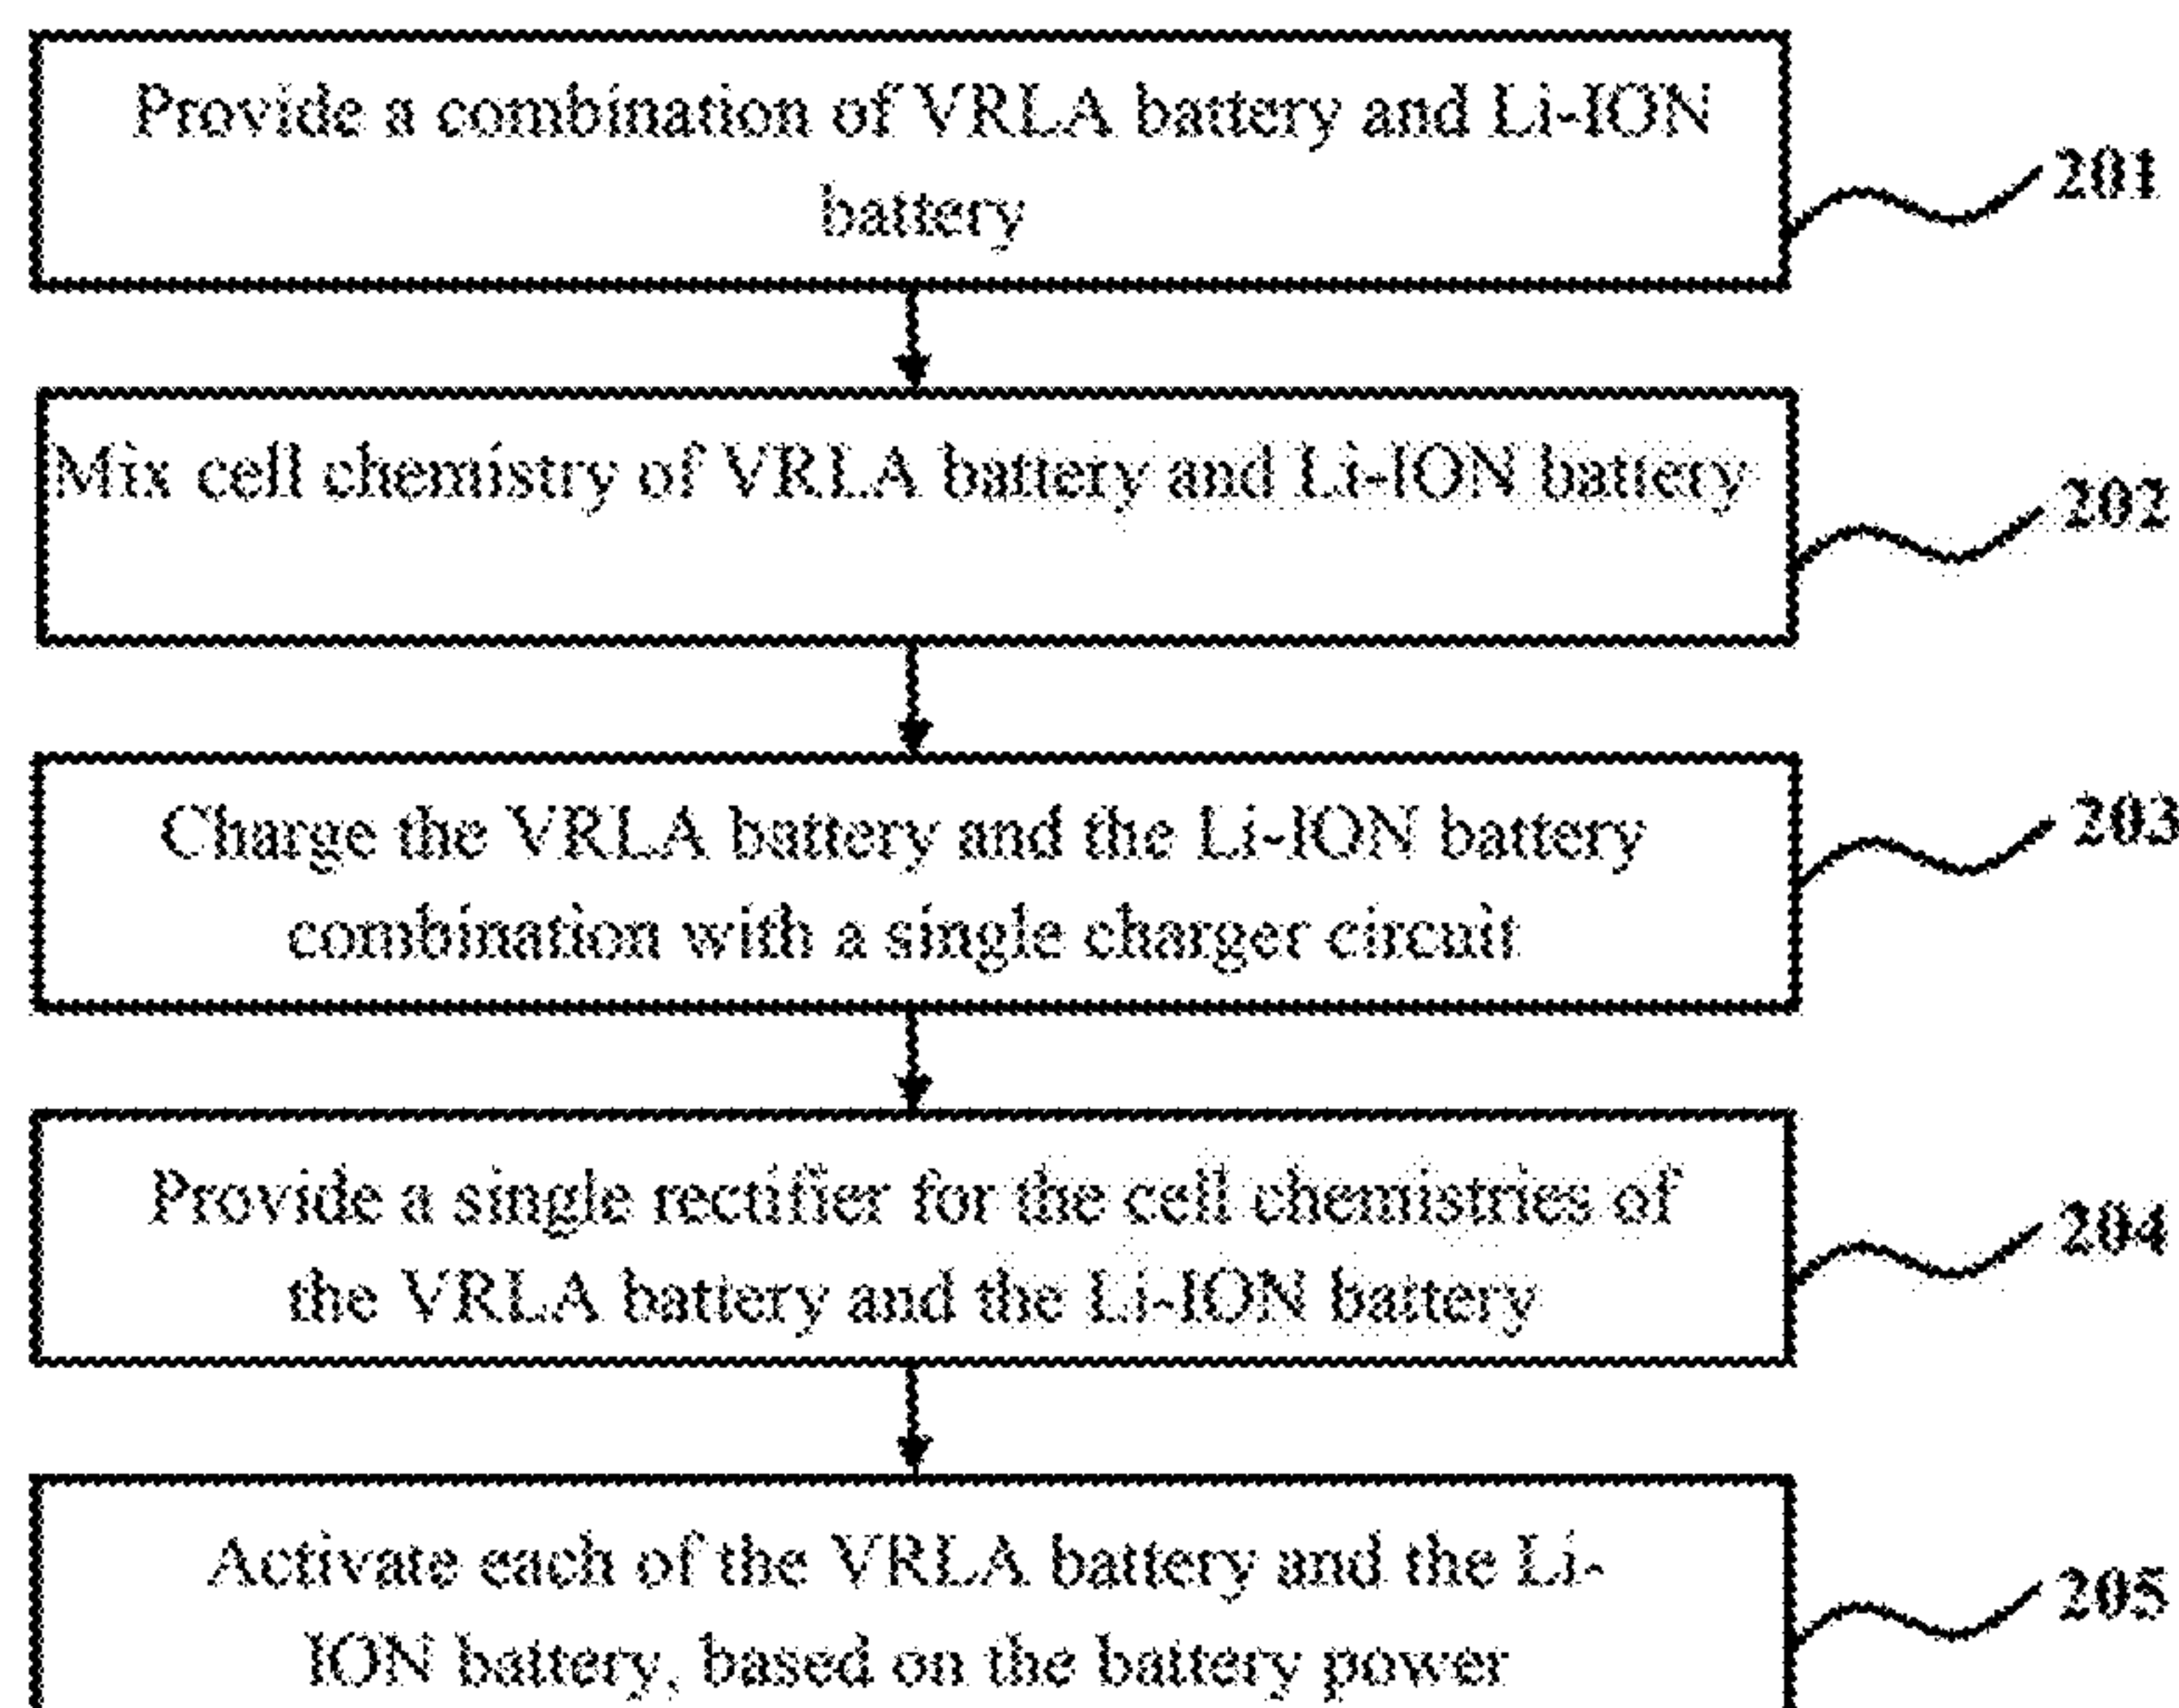 Provide a combination of VRLA battery and Li-ION
battery
201
Mix cell chemistry of VRLA battery and Li-ION battery
202
Charge the VRLA battery and the Li-ION battery
combination with a single charger circuit
203
Provide a single rectifier for the cell chemistries of
the VRLA battery and the Li-ION battery
204
Activate each of the VRLA battery and the Li-
ION battery, based on the battery power
205